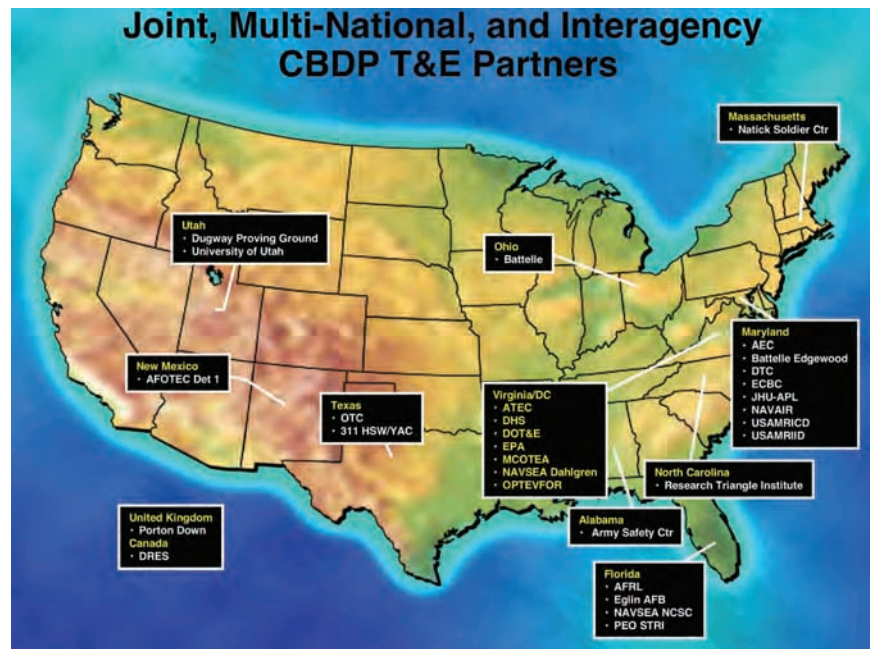 Joint, Multi-National, and Interagency
CBDP T&E Partners
Massachusetts
• Natick Soldier Ctr
Utah
• Dugway Proving Ground
• University of Utah
Ohio
• Battelle
Maryland
• AEC
• Battelle Edgewood
• DTC
• ECBC
• JHU-APL
• NAVAIR
• USAMRICD
• USAMRIID
New Mexico
• AFOTEC Det 1
Texas
• OTC
• 311 HSW/YAC
Virginia/DC
• ATEC
• DHS
• DOT&E
• EPA
• MCOTEA
• NAVSEA Dahlgren
• OPTEVFOR
North Carolina
• Research Triangle Institute
United Kingdom
• Porton Down
Canada
• DRES
Alabama
• Army Safety Ctr
Florida
• AFRL
• Eglin AFB
• NAVSEA NCSC
• PEO STRI